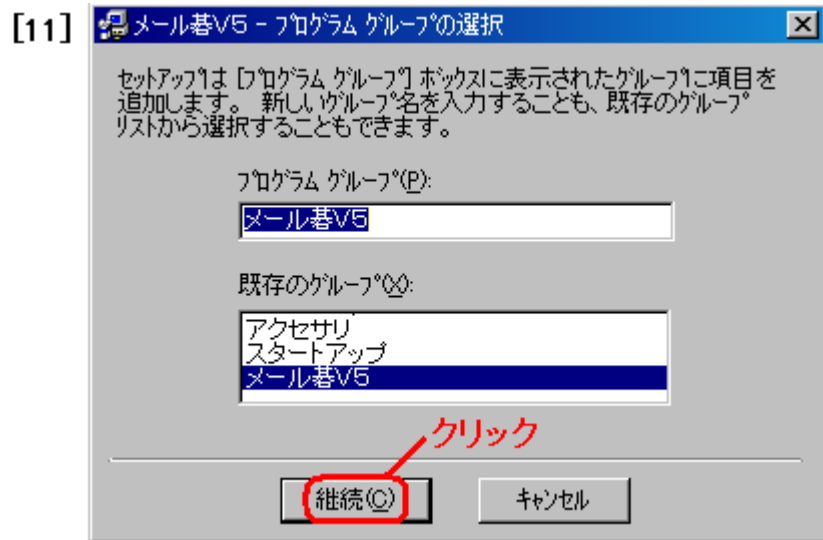 [11]
メール碁V5 - ﾌﾟﾛｸﾞﾗﾑ ｸﾞﾙｰﾌﾟの選択
ｾｯﾄｱｯﾌﾟは [ﾌﾟﾛｸﾞﾗﾑ ｸﾞﾙｰﾌﾟ] ﾎﾞｯｸｽに表示されたｸﾞﾙｰﾌﾟに項目を
追加します。 新しいｸﾞﾙｰﾌﾟ名を入力することも、既存のｸﾞﾙｰﾌﾟ
ﾘｽﾄから選択することもできます。
ﾌﾟﾛｸﾞﾗﾑ ｸﾞﾙｰﾌﾟ(P):
メール碁V5
既存のｸﾞﾙｰﾌﾟ(X):
アクセサリ
スタートアップ
メール碁V5
クリック
継続(C)
ｷｬﾝｾﾙ